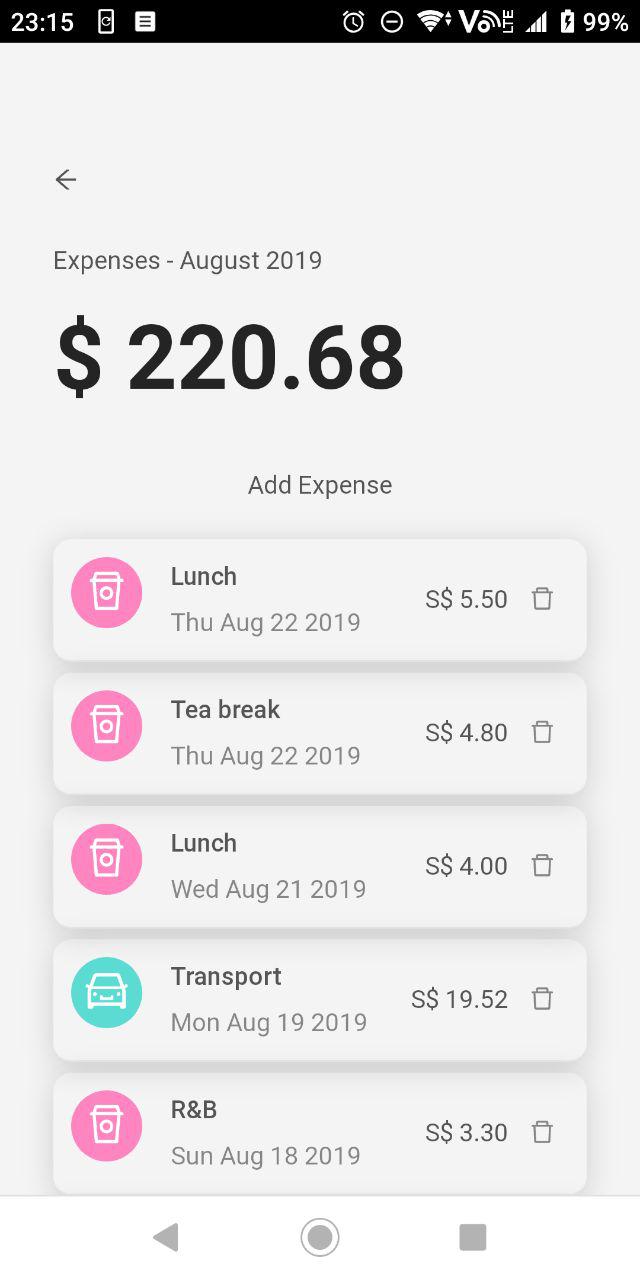 23:15 VoLTE 99%
Expenses - August 2019
$ 220.68
Add Expense
Lunch
Thu Aug 22 2019
S$ 5.50
Tea break
Thu Aug 22 2019
S$ 4.80
Lunch
Wed Aug 21 2019
S$ 4.00
Transport
Mon Aug 19 2019
S$ 19.52
R&B
Sun Aug 18 2019
S$ 3.30